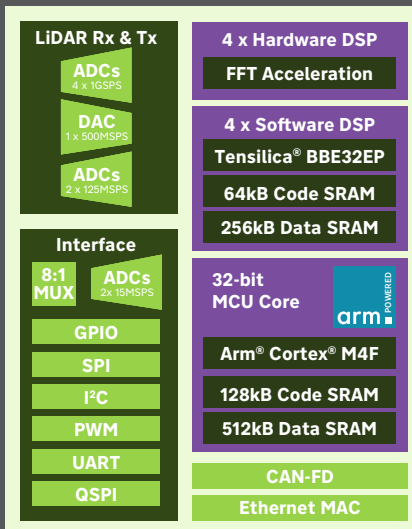 LiDAR Rx & Tx
ADCs
4 x 1GSPS
DAC
1 x 500MSPS
ADCs
2 x 125MSPS
Interface
8:1
MUX
ADCs
2x 15MSPS
GPIO
SPI
I²C
PWM
UART
QSPI
4 x Hardware DSP
FFT Acceleration
4 x Software DSP
Tensilica® BBE32EP
64kB Code SRAM
256kB Data SRAM
32-bit
MCU Core
arm
POWERED
Arm® Cortex® M4F
128kB Code SRAM
512kB Data SRAM
CAN-FD
Ethernet MAC